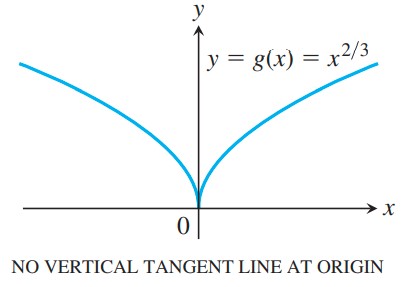 y
y = g(x) = x^{2/3}
x
0
NO VERTICAL TANGENT LINE AT ORIGIN